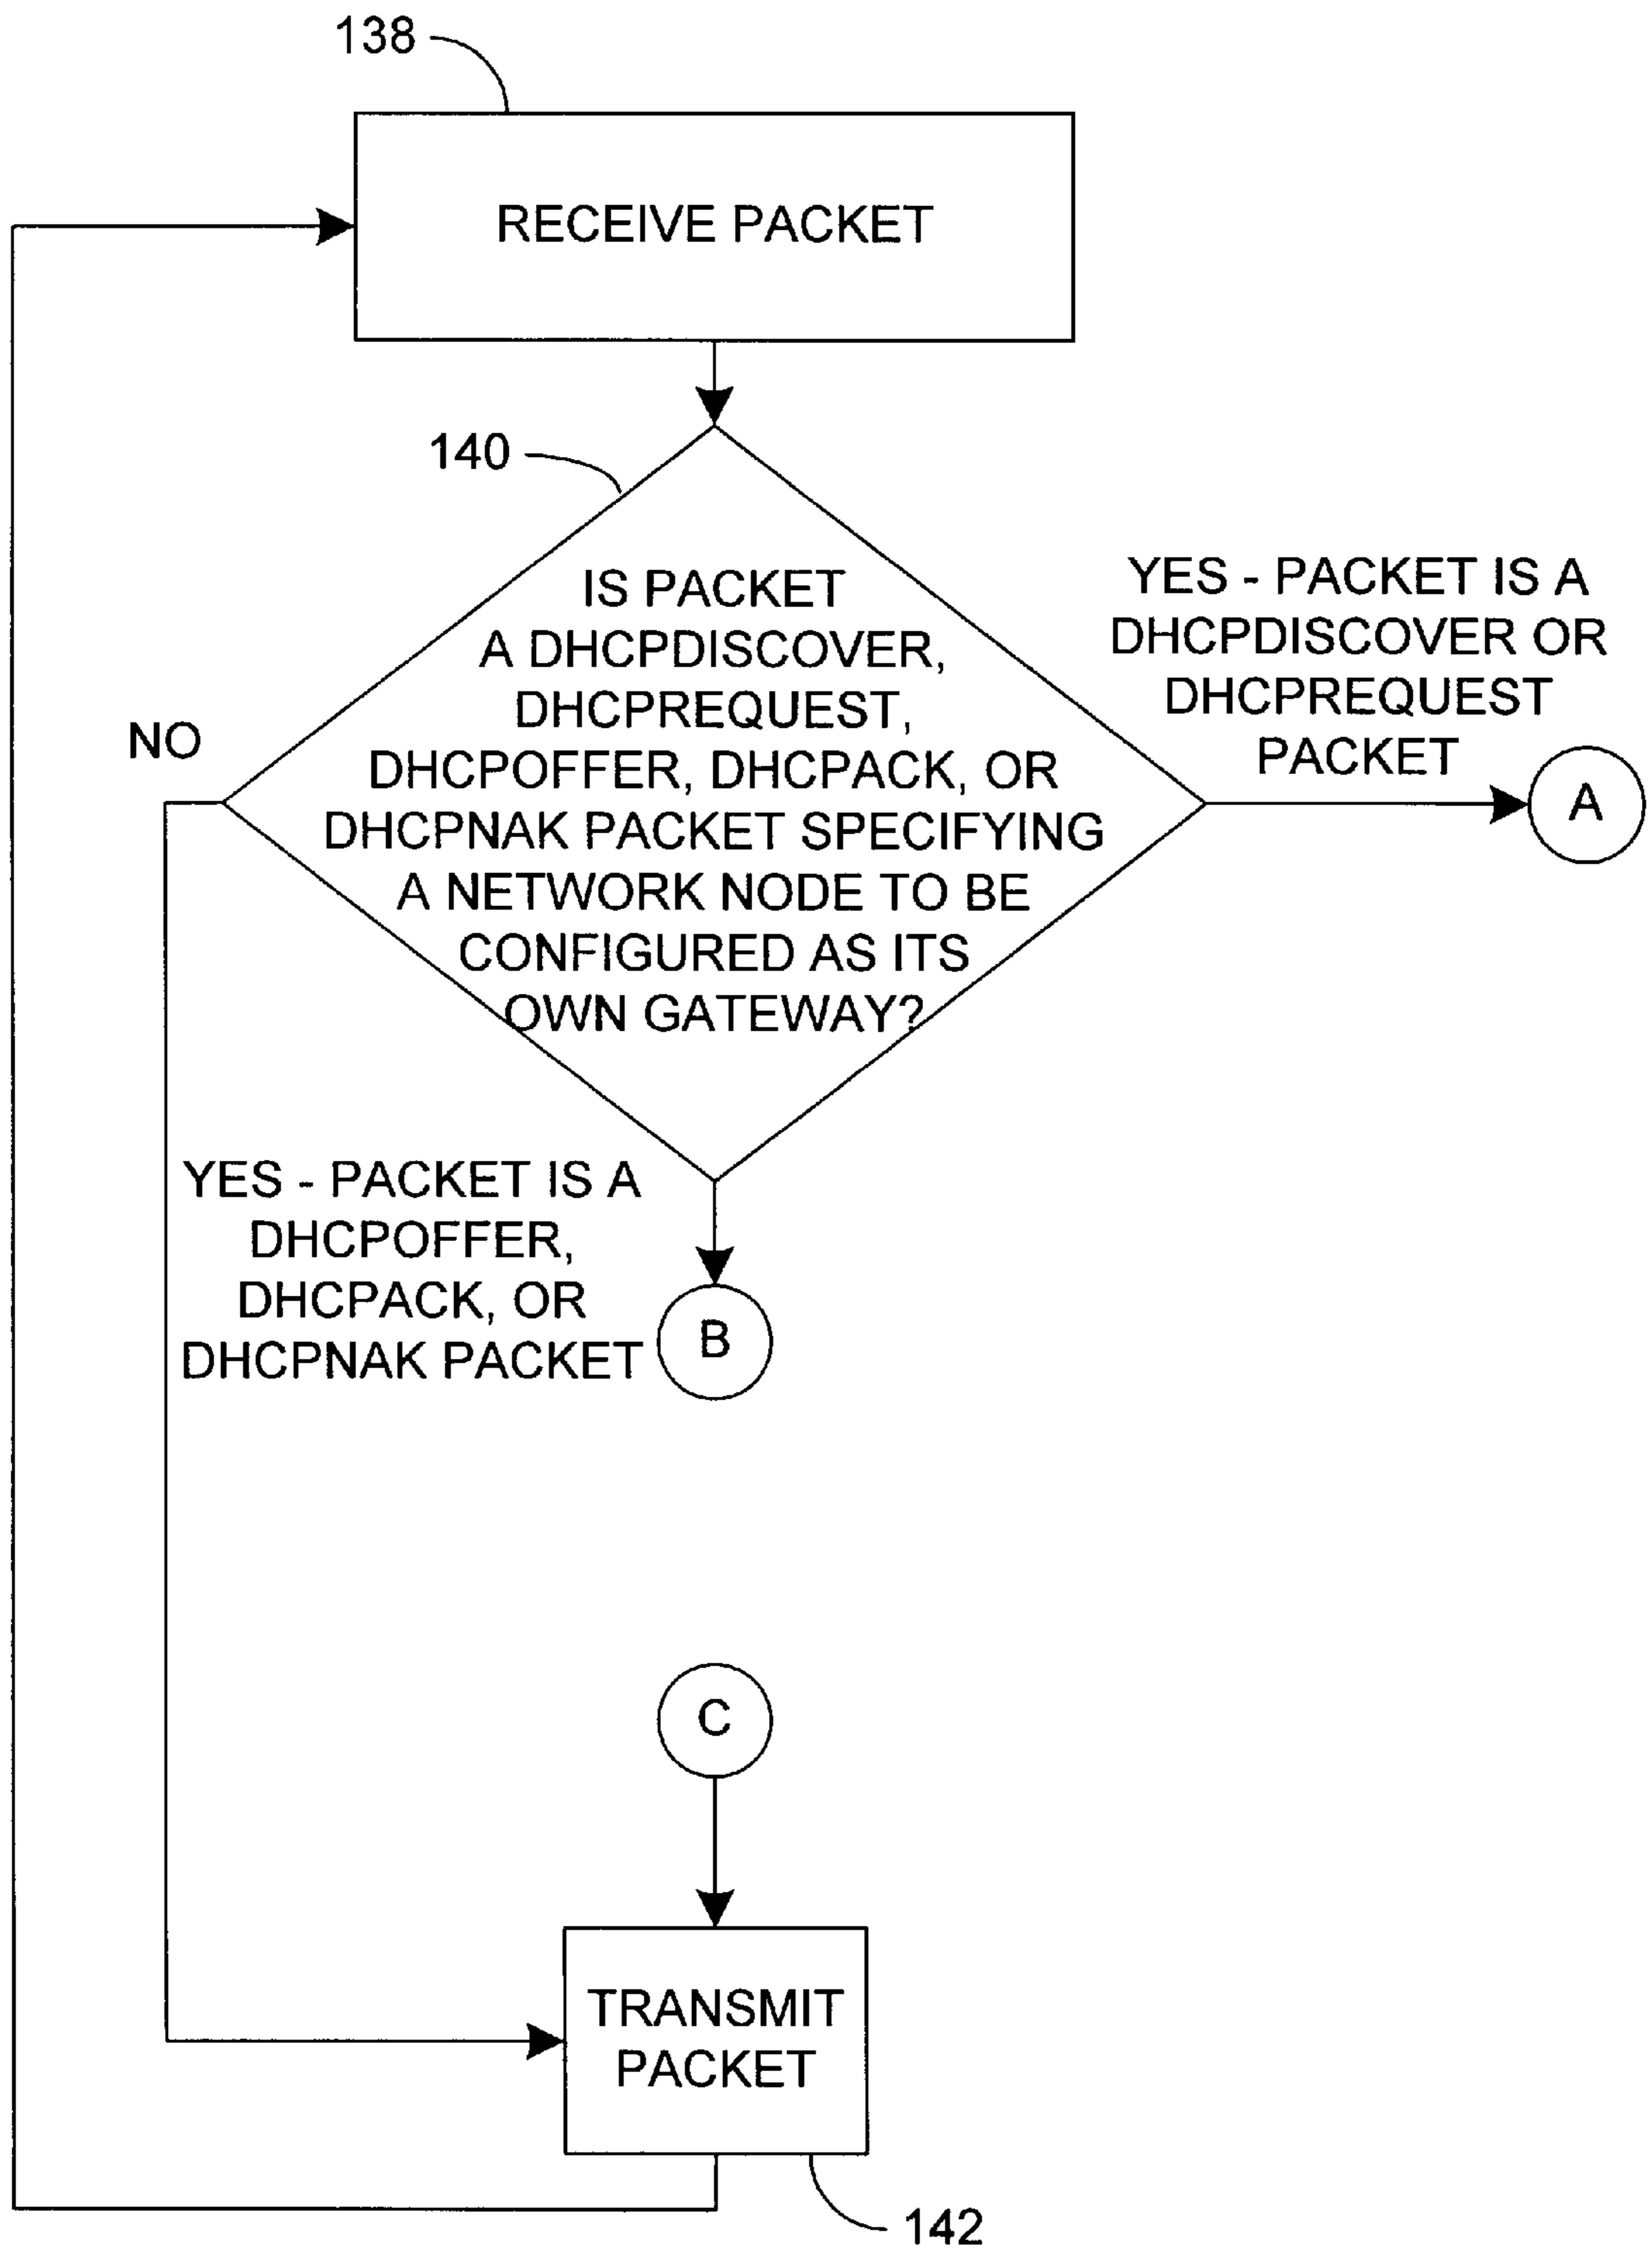 138
RECEIVE PACKET
140
IS PACKET
A DHCPDISCOVER,
DHCPREQUEST,
DHCPOFFER, DHCPACK, OR
DHCPNAK PACKET SPECIFYING
A NETWORK NODE TO BE
CONFIGURED AS ITS
OWN GATEWAY?
YES - PACKET IS A
DHCPDISCOVER OR
DHCPREQUEST
PACKET
A
NO
YES - PACKET IS A
DHCPOFFER,
DHCPACK, OR
DHCPNAK PACKET
B
C
TRANSMIT
PACKET
142